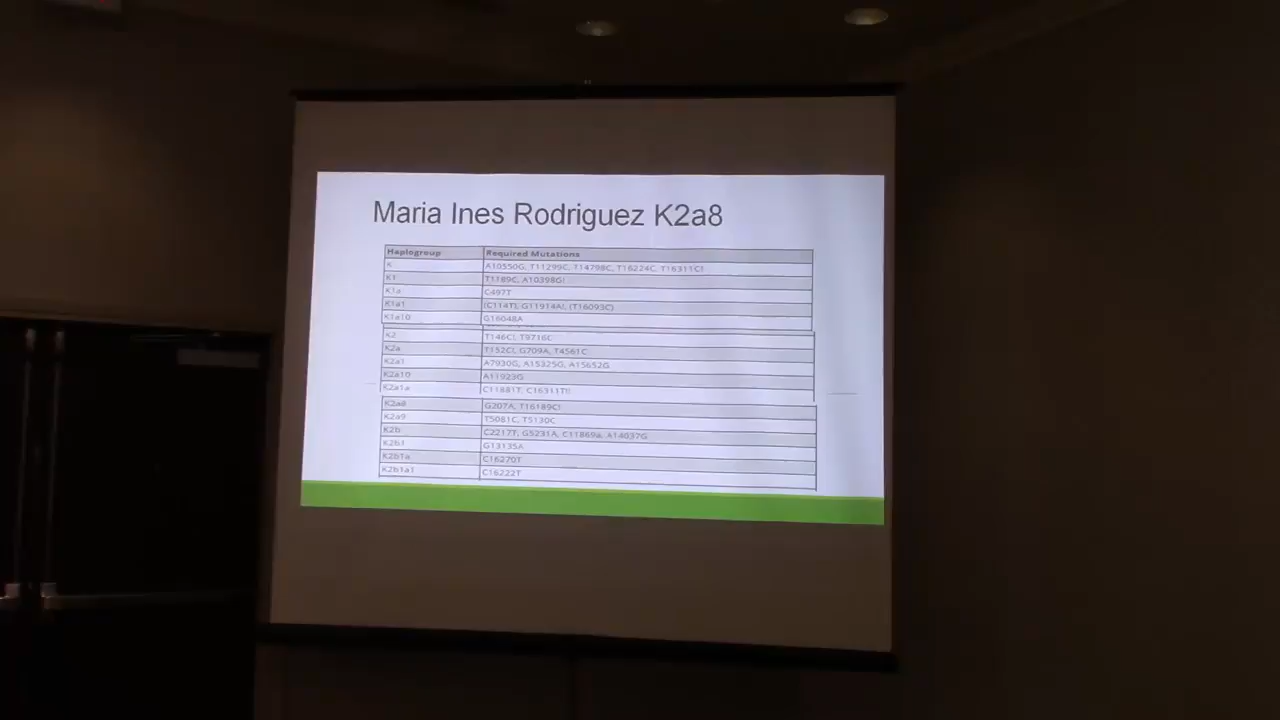 Maria Ines Rodriguez K2a8
Haplogroup Required Mutations
K A10550G, T11299C, T14798C, T16224C, T16311C!
K1 T1189C, A10398G!
K1a C497T
K1a1 (C114T), G11914A!, (T16093C)
K1a10 G16048A
K2 T146C!, T9716C
K2a T152C!, G709A, T4561C
K2a1 A7930G, A15325G, A15652G
K2a10 A11923G
K2a1a C11881T, C16311T!!
K2a8 G207A, T16189C!
K2a9 T5081C, T5130C
K2b C2217T, G5231A, C11869a, A14037G
K2b1 G13135A
K2b1a C16270T
K2b1a1 C16222T